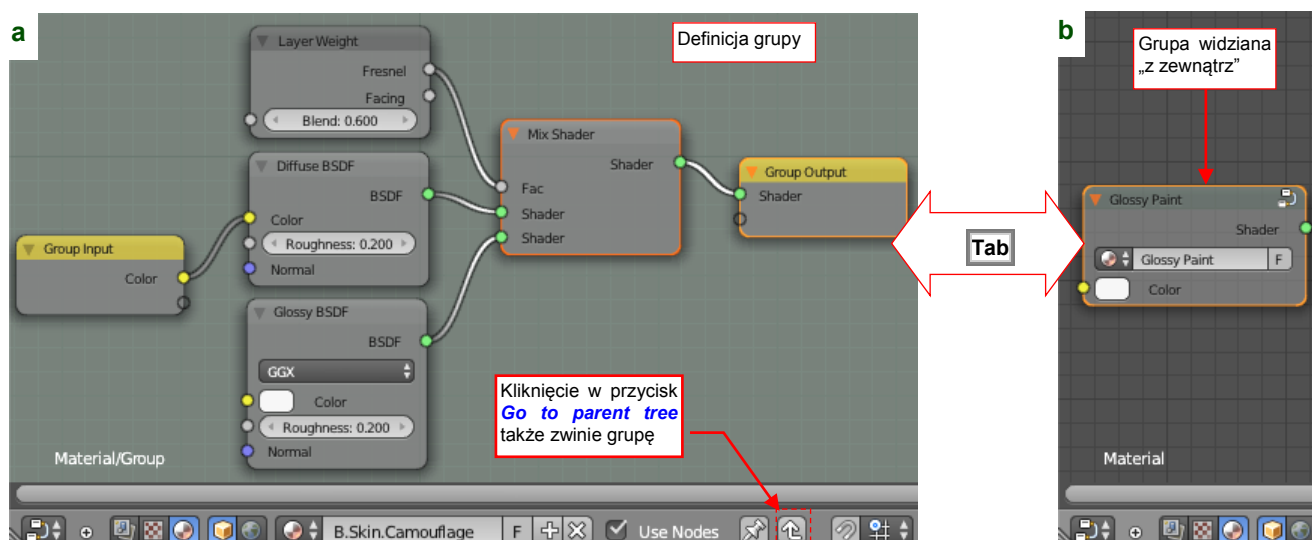 a
Layer Weight
Fresnel
Facing
Blend: 0.600
Definicja grupy
Diffuse BSDF
BSDF
Color
Roughness: 0.200
Normal
Mix Shader
Shader
Fac
Shader
Shader
Group Output
Shader
Group Input
Color
Glossy BSDF
BSDF
GGX
Color
Roughness: 0.200
Normal
Kliknięcie w przycisk
Go to parent tree
także zwinie grupę
Material/Group
B.Skin.Camouflage
F
Use Nodes
Tab
b
Grupa widziana
„z zewnątrz”
Glossy Paint
Shader
Glossy Paint
F
Color
Material